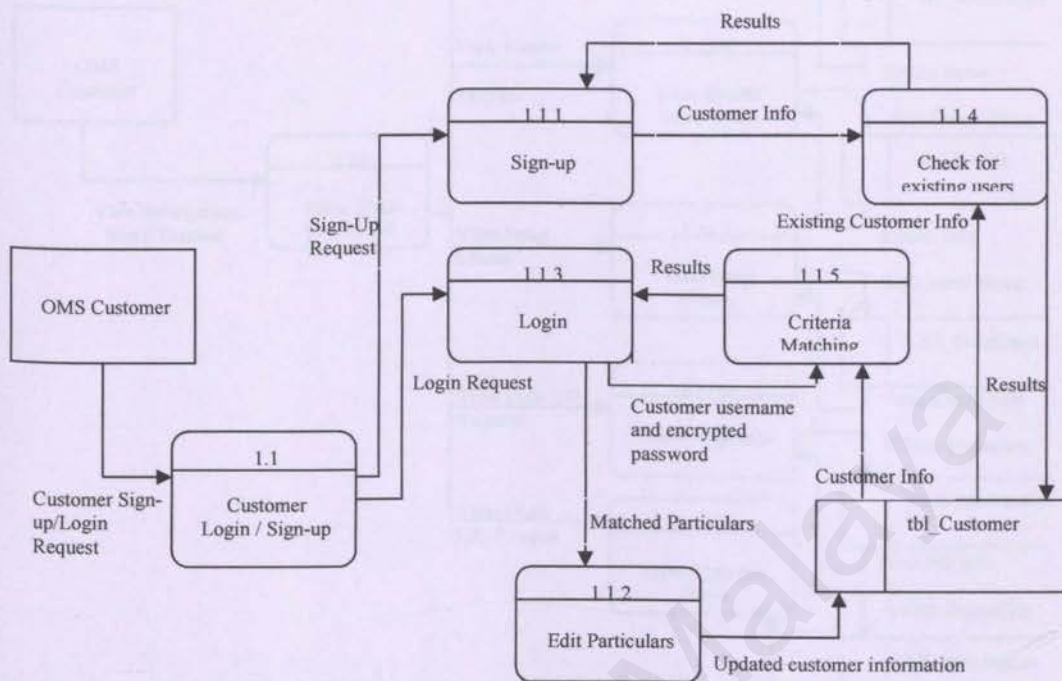 Results
1.1.1
Sign-up
Customer Info
1.1.4
Check for
existing users
Sign-Up
Request
Existing Customer Info
OMS Customer
1.1.3
Login
Results
1.1.5
Criteria
Matching
Login Request
Customer username
and encrypted
password
Results
1.1
Customer
Login / Sign-up
Customer Sign-
up/Login
Request
Customer Info
tbl_Customer
Matched Particulars
1.1.2
Edit Particulars
Updated customer information
Malaya